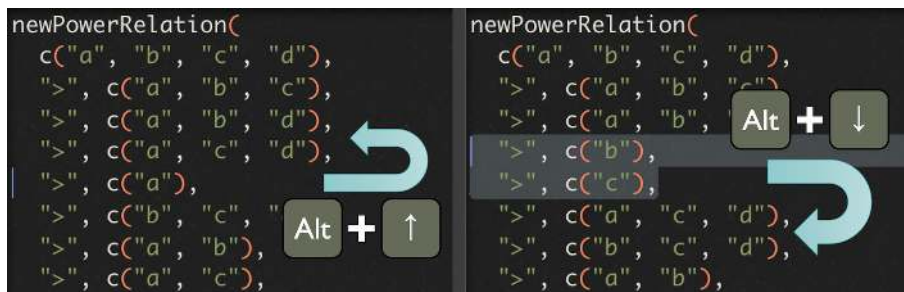 newPowerRelation(
c("a", "b", "c", "d"),
">", c("a", "b", "c"),
">", c("a", "b", "d"),
">", c("a", "c", "d"),
">", c("a"),
">", c("b", "c", "
">", c("a", "b"),
">", c("a", "c"),
Alt + ↑
newPowerRelation(
c("a", "b", "c", "d"),
">", c("a", "b", "c"),
">", c("a", "b",
">", c("b"),
">", c("c"),
">", c("a", "c", "d"),
">", c("b", "c", "d"),
">", c("a", "b"),
Alt + ↓